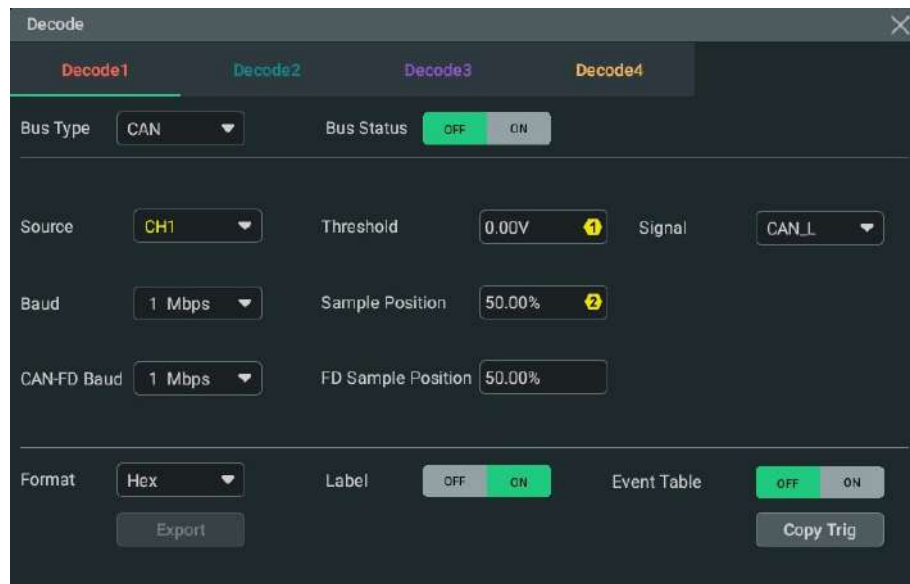 Decode
Decode1 Decode2 Decode3 Decode4
Bus Type CAN Bus Status OFF ON
Source CH1 Threshold 0.00V 1 Signal CAN_L
Baud 1 Mbps Sample Position 50.00% 2
CAN-FD Baud 1 Mbps FD Sample Position 50.00%
Format Hex Label OFF ON Event Table OFF ON
Export Copy Trig